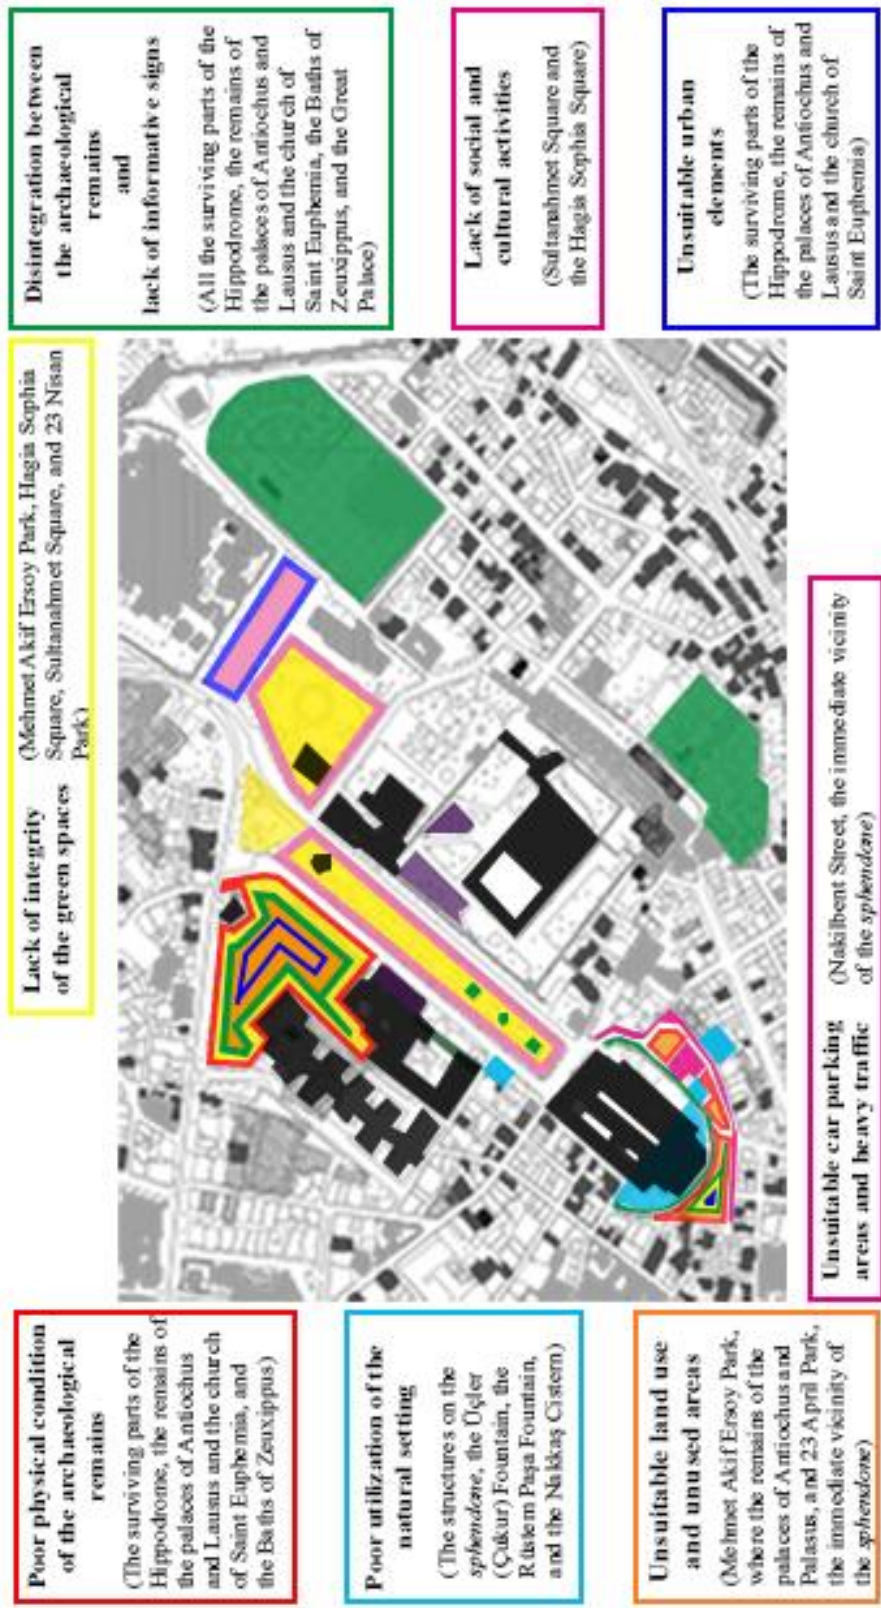 Poor physical condition
of the archaeological
remains
(The surviving parts of the
Hippodrome, the remains of
the palaces of Antiochus
and Lausus and the church
of Saint Euphemia, and
the Baths of Zeuxippus)
Poor utilization of the
natural setting
(The structures on the
sphendone, the Üçler
(Çukur) Fountain, the
Rüstem Paşa Fountain,
and the Nakkaş Cistern)
Unsuitable land use
and unused areas
(Mehmet Akif Ersoy Park,
where the remains of the
palaces of Antiochus and
Palasus, and 23 April Park,
the immediate vicinity of
the sphendone)
Lack of integrity
of the green spaces
(Mehmet Akif Ersoy Park, Hagia Sophia
Square, Sultanahmet Square, and 23 Nisan
Park)
Unsuitable car parking
areas and heavy traffic
(Nakilbent Street, the immediate vicinity
of the sphendone)
Disintegration between
the archaeological
remains
and
lack of informative signs
(All the surviving parts of the
Hippodrome, the remains of
the palaces of Antiochus and
Lausus and the church of
Saint Euphemia, the Baths of
Zeuxippus, and the Great
Palace)
Lack of social and
cultural activities
(Sultanahmet Square and
the Hagia Sophia Square)
Unsuitable urban
elements
(The surviving parts of the
Hippodrome, the remains of
the palaces of Antiochus and
Lausus and the church of
Saint Euphemia)